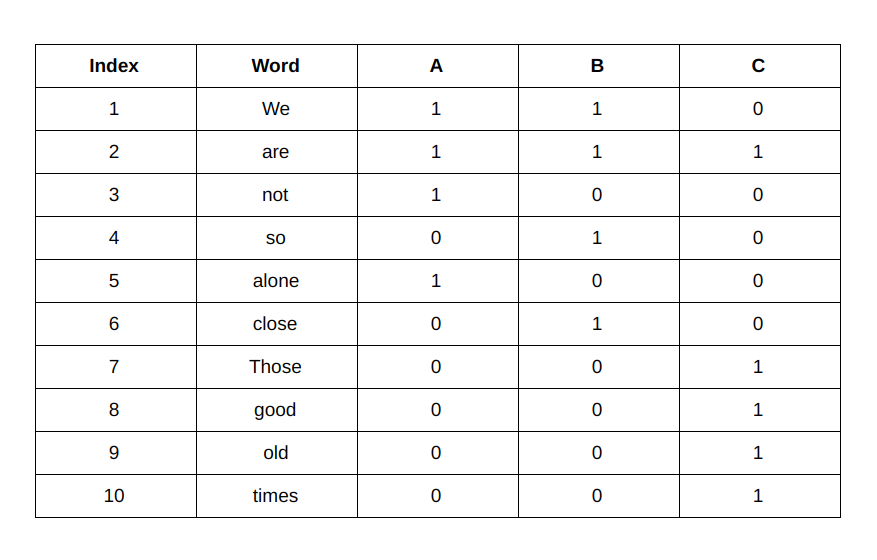 Index Word A B C
1 We 1 1 0
2 are 1 1 1
3 not 1 0 0
4 so 0 1 0
5 alone 1 0 0
6 close 0 1 0
7 Those 0 0 1
8 good 0 0 1
9 old 0 0 1
10 times 0 0 1